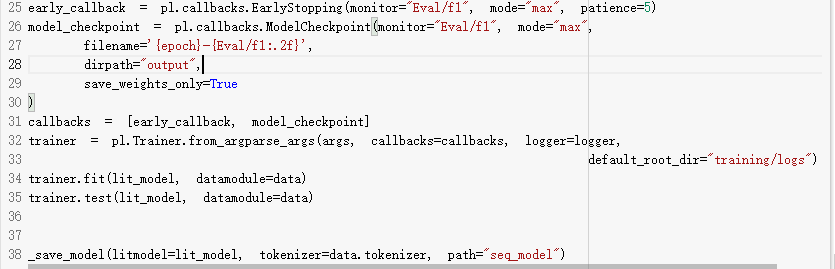 25 early_callback = pl.callbacks.EarlyStopping(monitor="Eval/f1", mode="max", patience=5)
26 model_checkpoint = pl.callbacks.ModelCheckpoint(monitor="Eval/f1", mode="max",
27 filename='{epoch}-{Eval/f1:.2f}',
28 dirpath="output",
29 save_weights_only=True
30 )
31 callbacks = [early_callback, model_checkpoint]
32 trainer = pl.Trainer.from_argparse_args(args, callbacks=callbacks, logger=logger,
33 default_root_dir="training/logs")
34 trainer.fit(lit_model, datamodule=data)
35 trainer.test(lit_model, datamodule=data)
36
37
38 _save_model(litmodel=lit_model, tokenizer=data.tokenizer, path="seq_model")